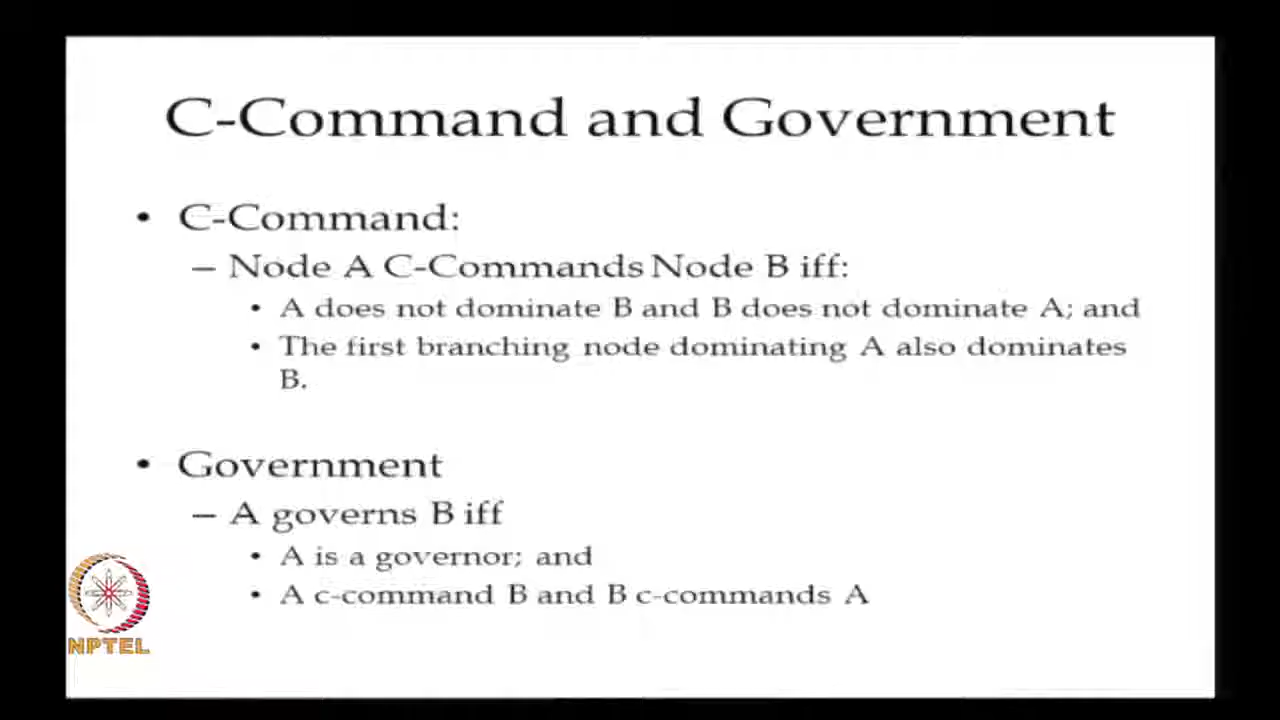 C-Command and Government
• C-Command:
– Node A C-Commands Node B iff:
• A does not dominate B and B does not dominate A; and
• The first branching node dominating A also dominates
B.
• Government
– A governs B iff
• A is a governor; and
• A c-command B and B c-commands A
NPTEL